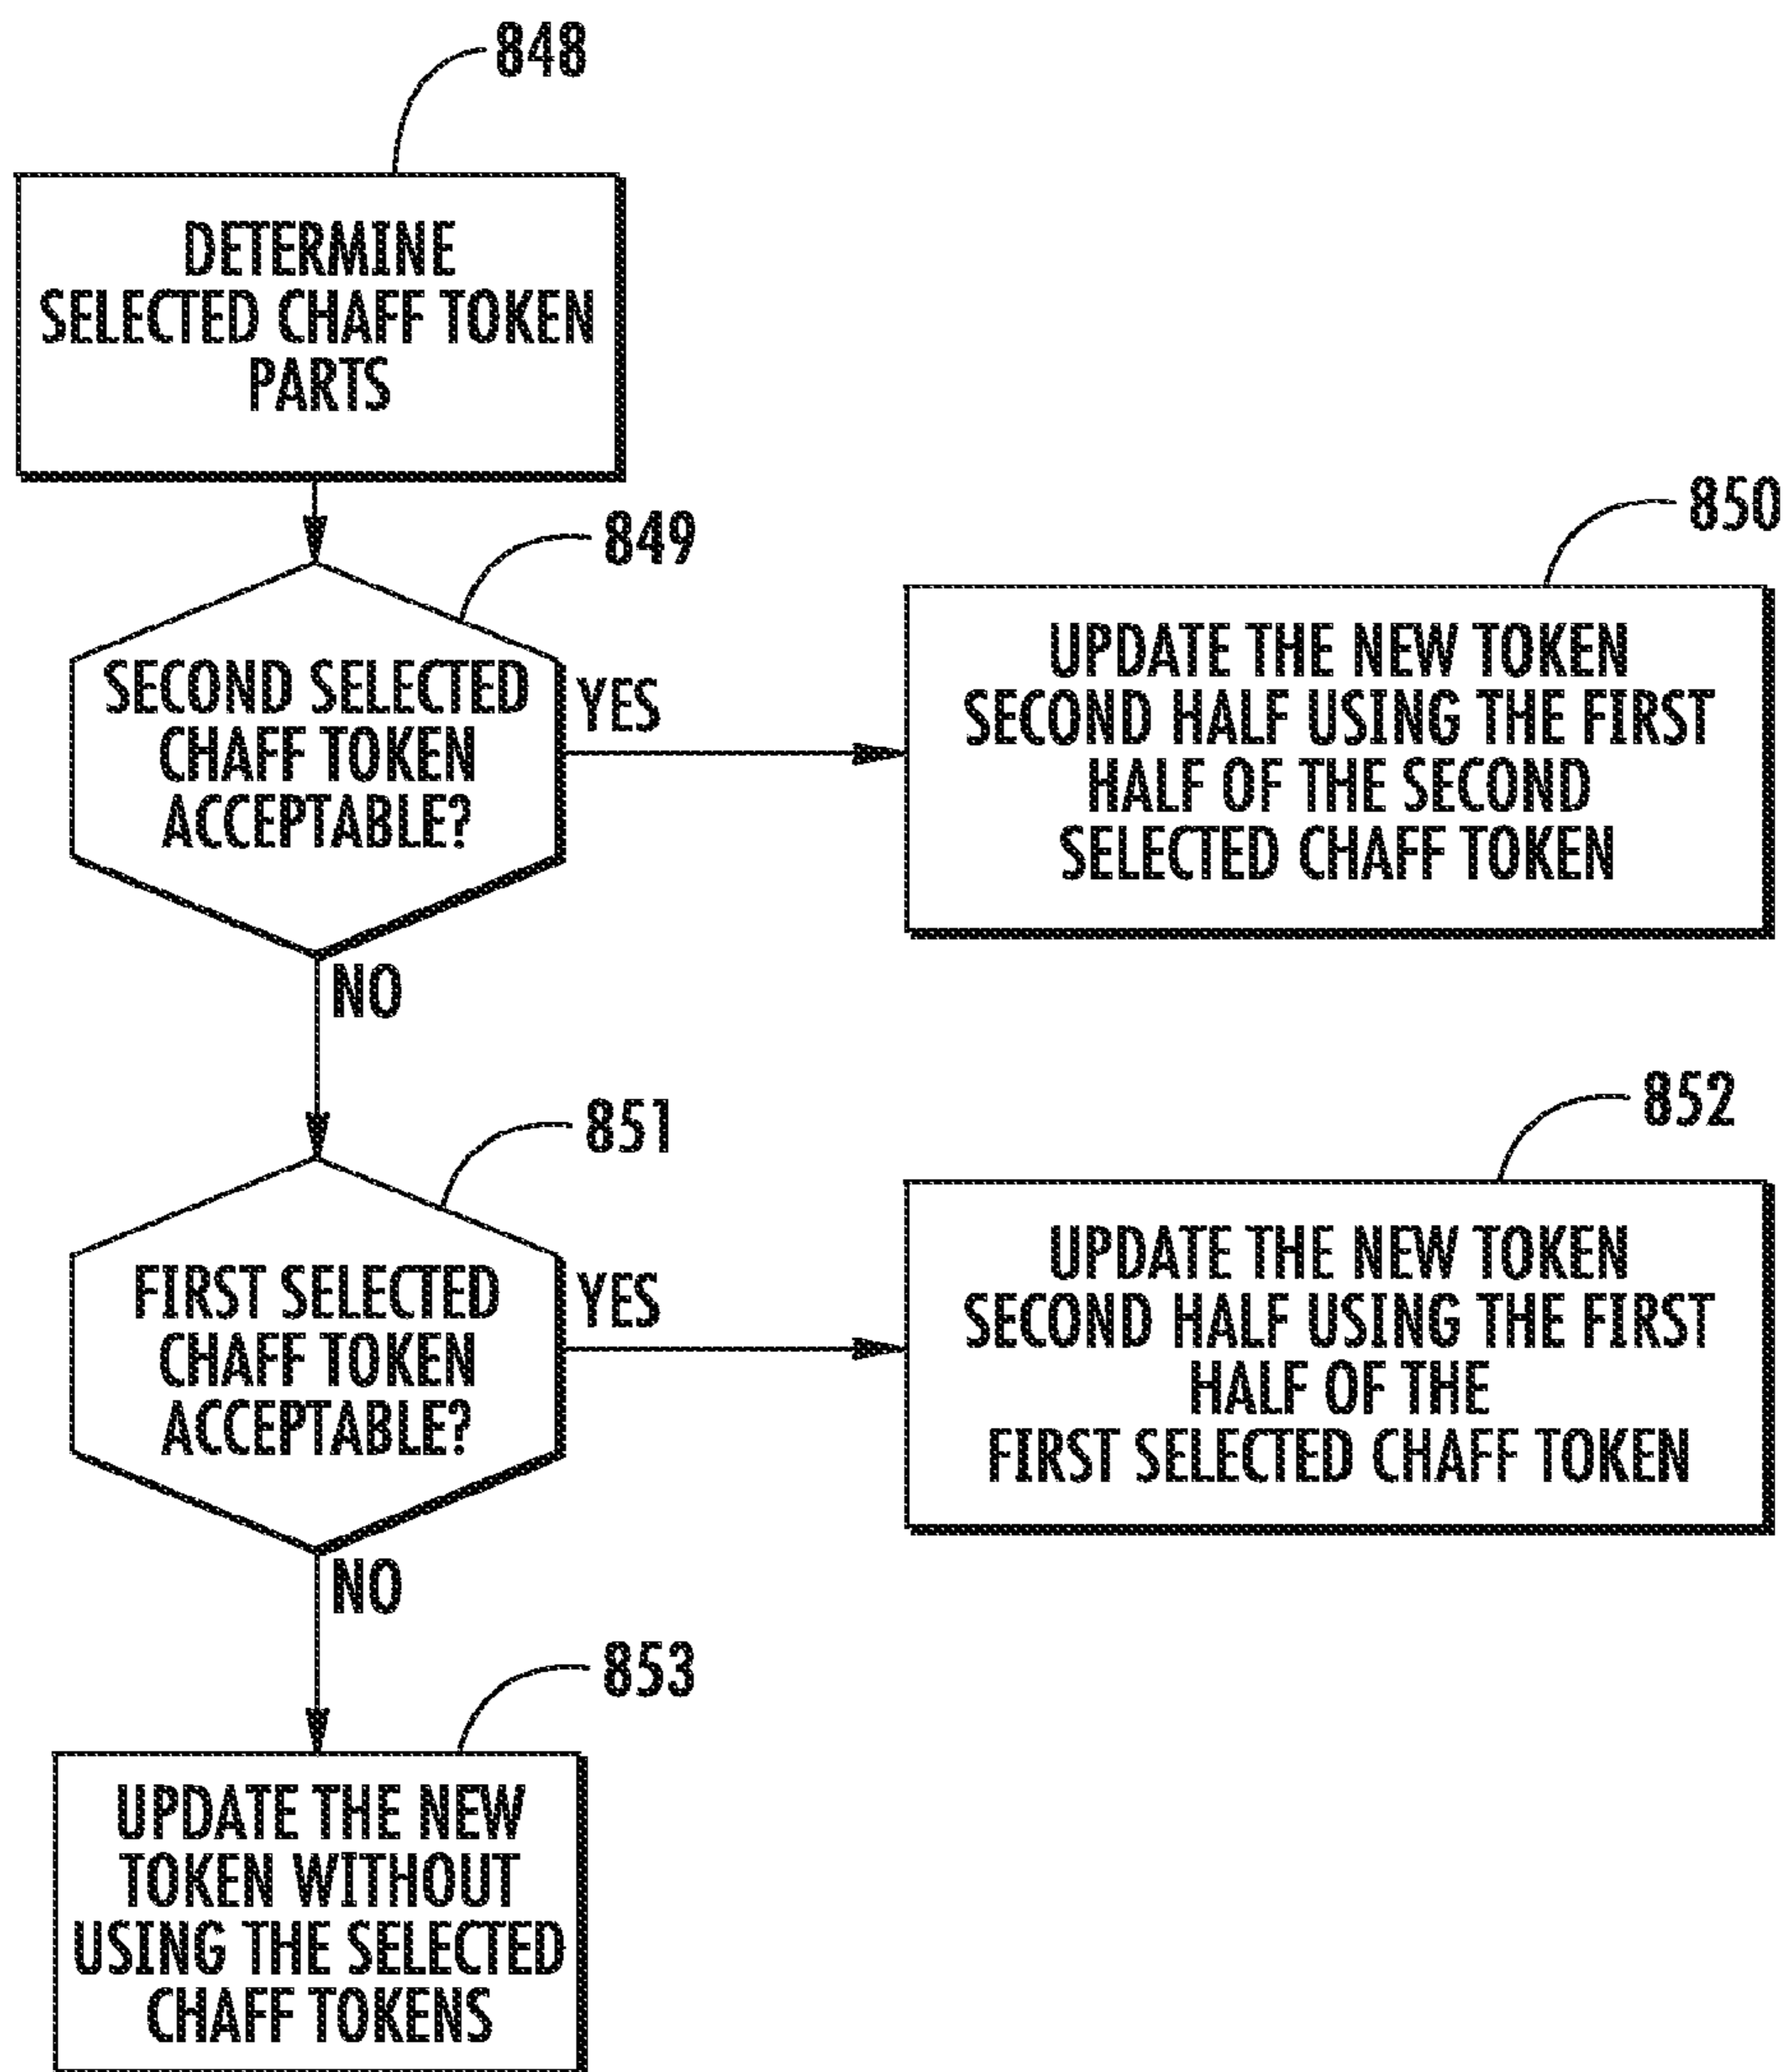 848
DETERMINE
SELECTED CHAFF TOKEN
PARTS
849
SECOND SELECTED
CHAFF TOKEN
ACCEPTABLE?
YES
NO
850
UPDATE THE NEW TOKEN
SECOND HALF USING THE FIRST
HALF OF THE SECOND
SELECTED CHAFF TOKEN
851
FIRST SELECTED
CHAFF TOKEN
ACCEPTABLE?
YES
NO
852
UPDATE THE NEW TOKEN
SECOND HALF USING THE FIRST
HALF OF THE
FIRST SELECTED CHAFF TOKEN
853
UPDATE THE NEW
TOKEN WITHOUT
USING THE SELECTED
CHAFF TOKENS